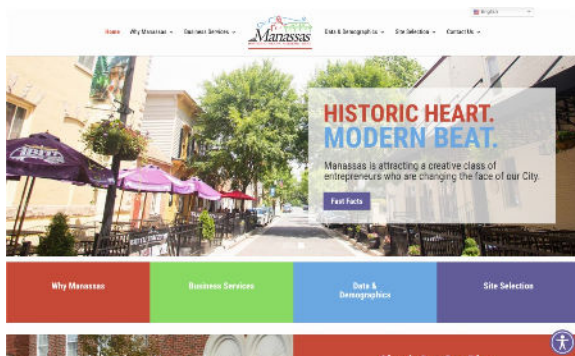 English
Home Why Manassas Business Services Manassas Data & Demographics Site Selection Contact Us
HISTORIC HEART.
MODERN BEAT.
Manassas is attracting a creative class of
entrepreneurs who are changing the face of our City.
Fast Facts
Why Manassas Business Services Data & Site Selection
Demographics